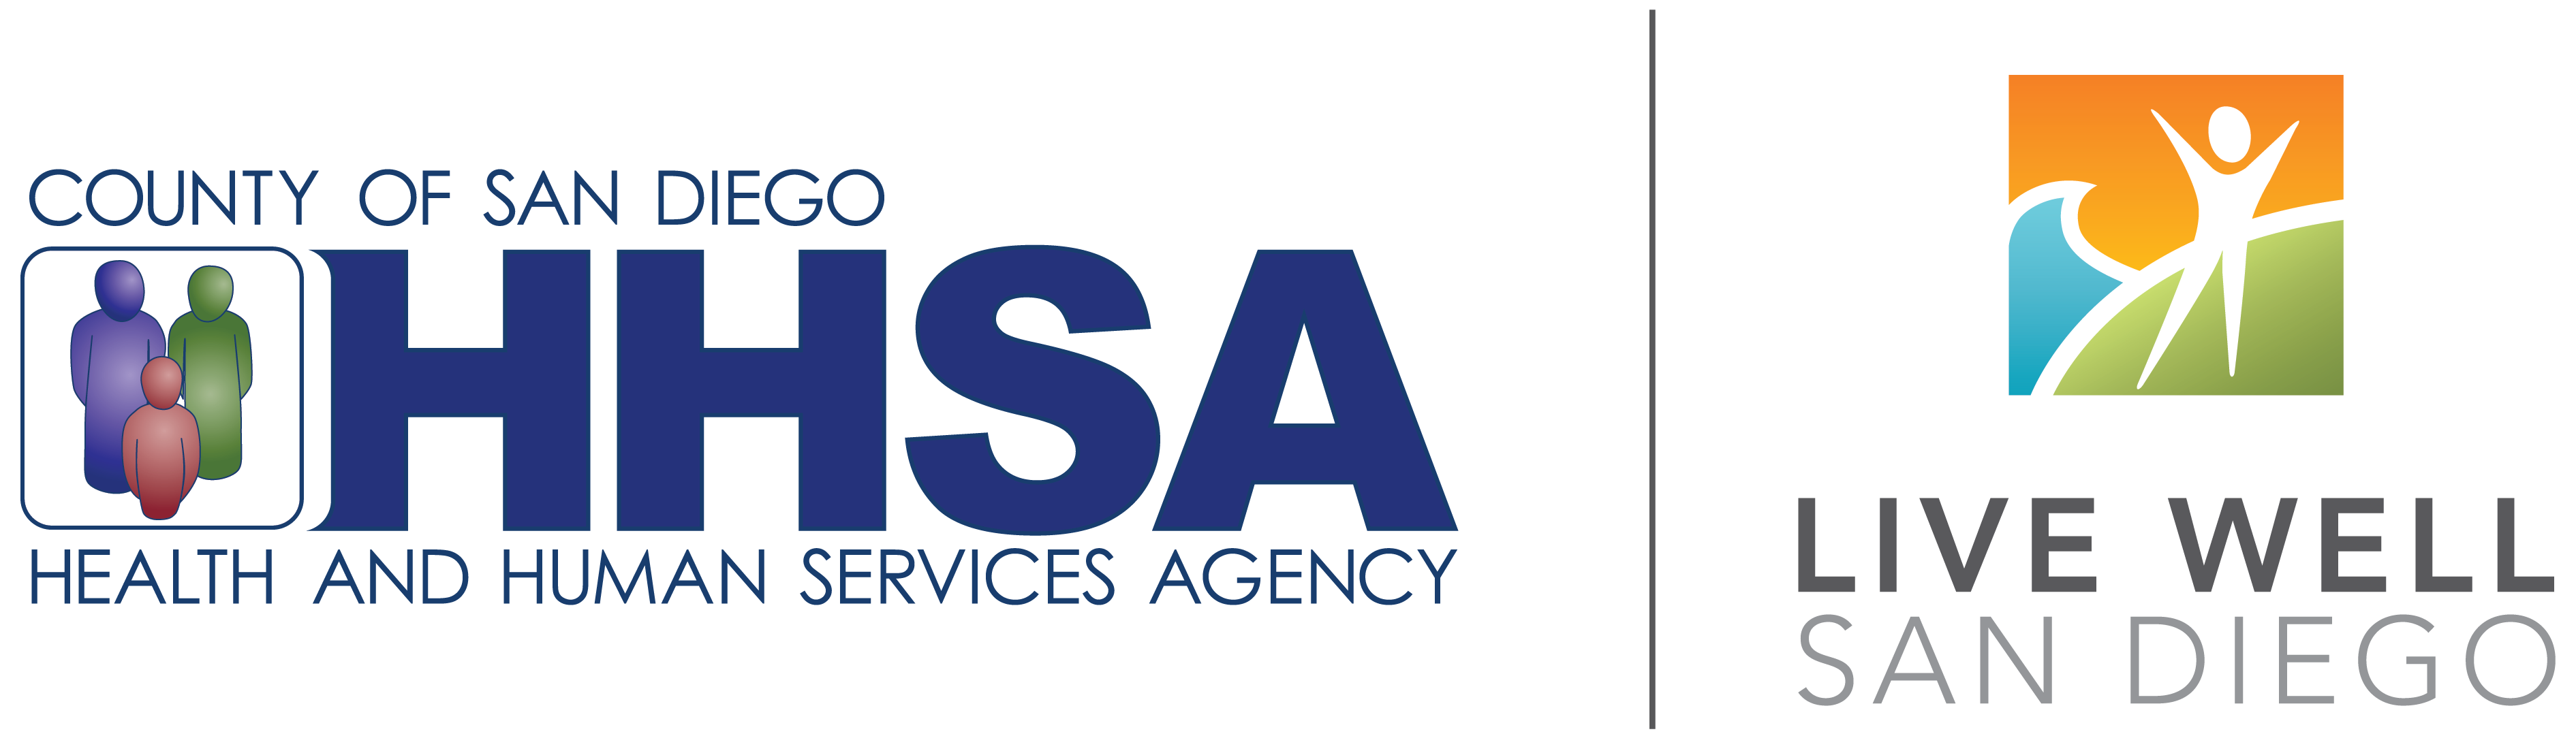 COUNTY OF SAN DIEGO
HHSA
HEALTH AND HUMAN SERVICES AGENCY
LIVE WELL
SAN DIEGO